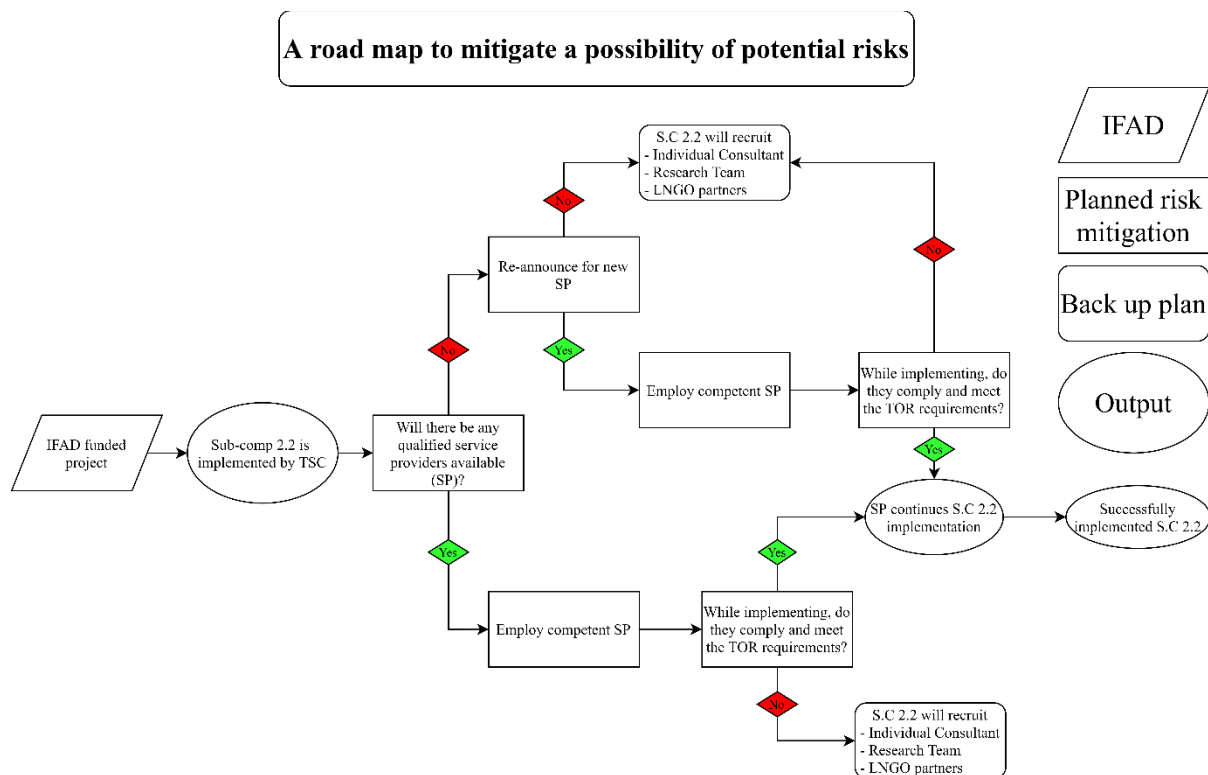 A road map to mitigate a possibility of potential risks
IFAD
Planned risk
mitigation
Back up plan
Output
S.C 2.2 will recruit
- Individual Consultant
- Research Team
- LNGO partners
No
No
Re-announce for new
SP
No
Yes
Employ competent SP
While implementing, do
they comply and meet
the TOR requirements?
Yes
IFAD funded
project
Sub-comp 2.2 is
implemented by TSC
Will there be any
qualified service
providers available
(SP)?
SP continues S.C 2.2
implementation
Successfully
implemented S.C 2.2
Yes
Yes
Employ competent SP
While implementing, do
they comply and meet
the TOR requirements?
No
S.C 2.2 will recruit
- Individual Consultant
- Research Team
- LNGO partners